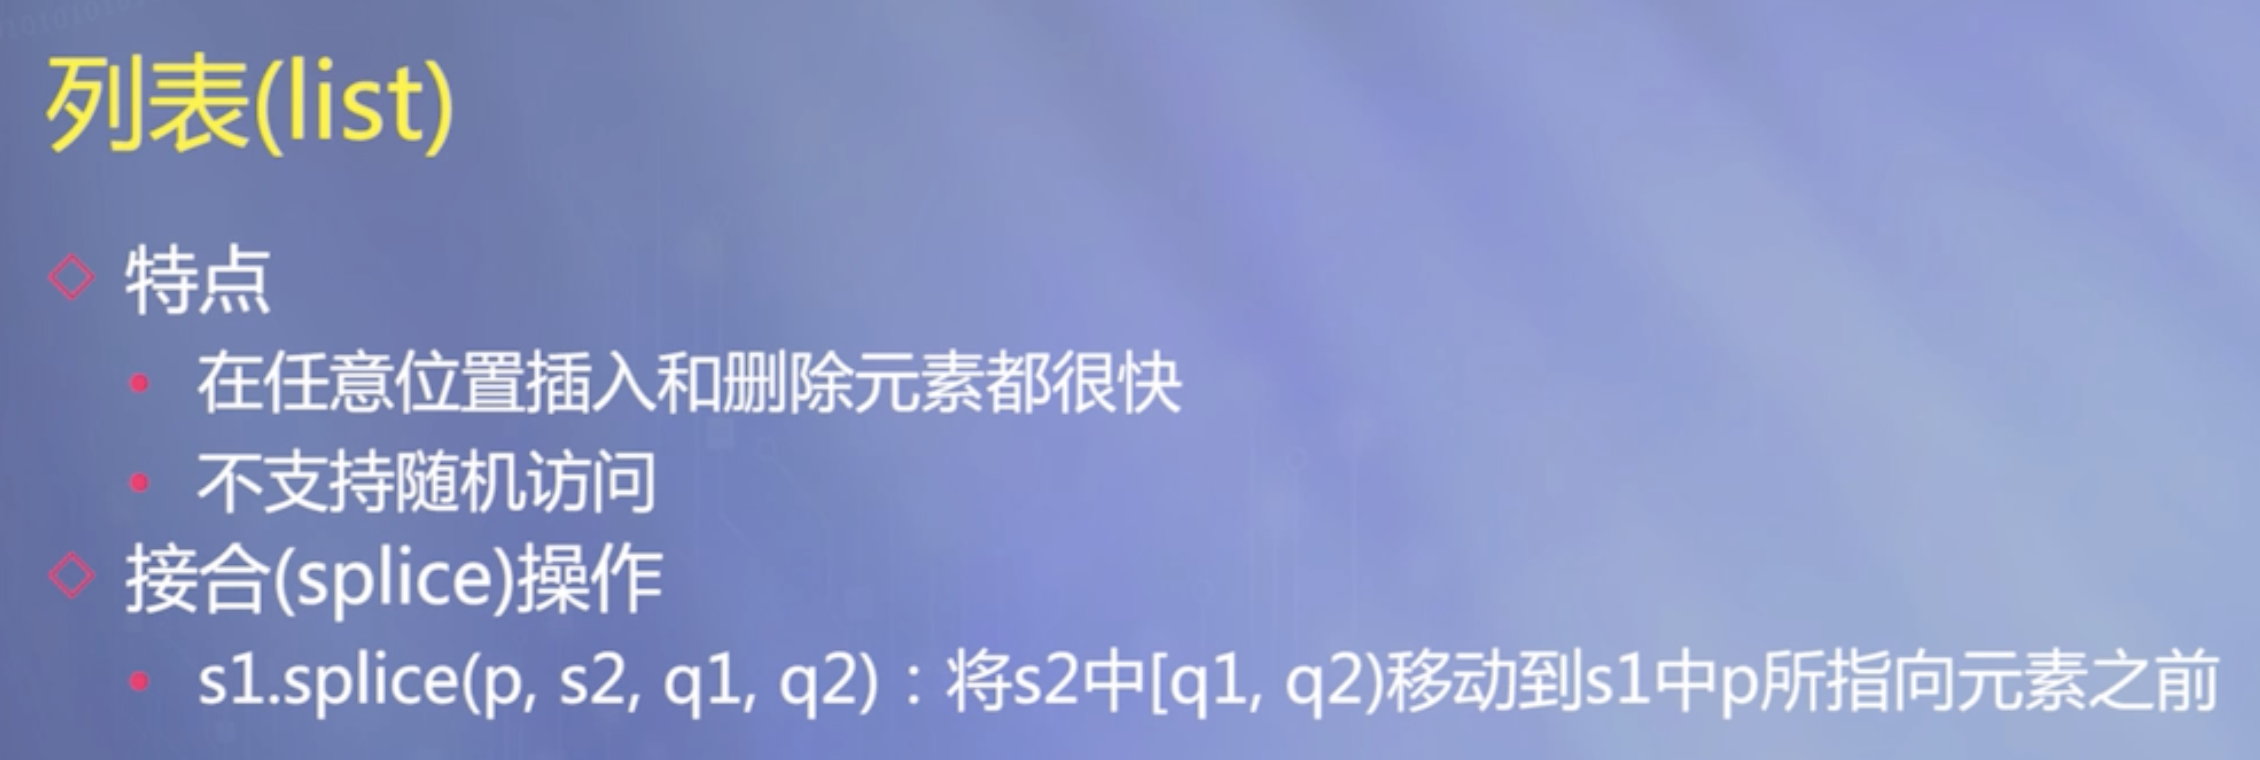 列表(list)
特点
在任意位置插入和删除元素都很快
不支持随机访问
接合(splice)操作
s1.splice(p, s2, q1, q2)：将s2中[q1, q2)移动到s1中p所指向元素之前